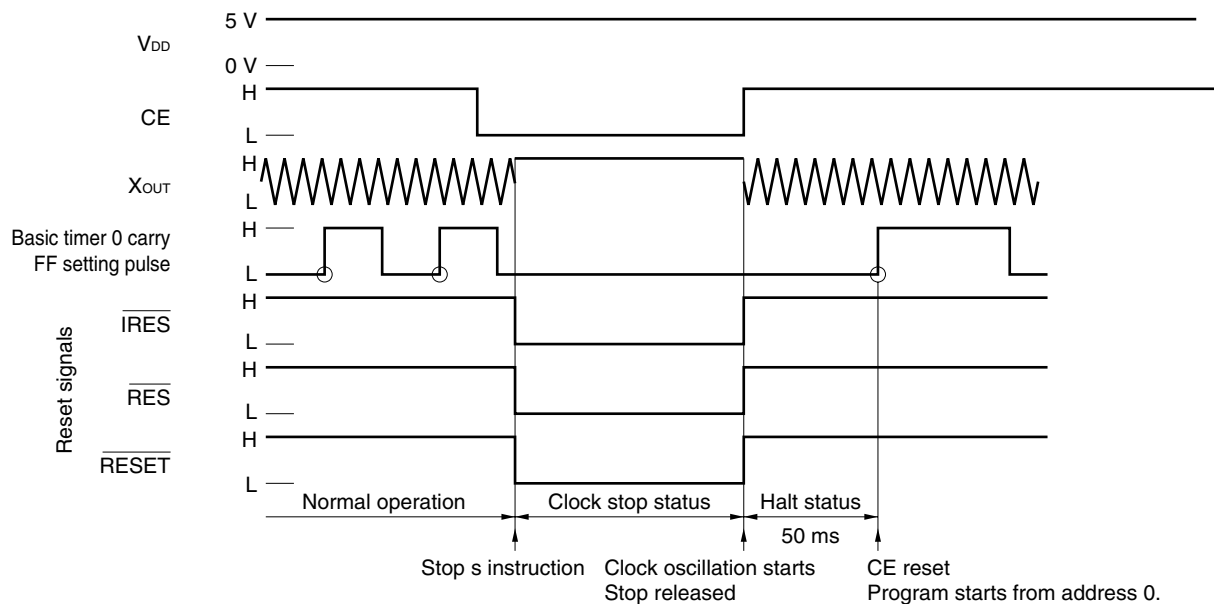 5 V
VDD
0 V
H
CE
L
H
XOUT
L
H
Basic timer 0 carry
FF setting pulse
L
H
IRES
L
H
Reset signals
RES
L
H
RESET
L
Normal operation
Clock stop status
Halt status
50 ms
Stop s instruction
Clock oscillation starts
Stop released
CE reset
Program starts from address 0.